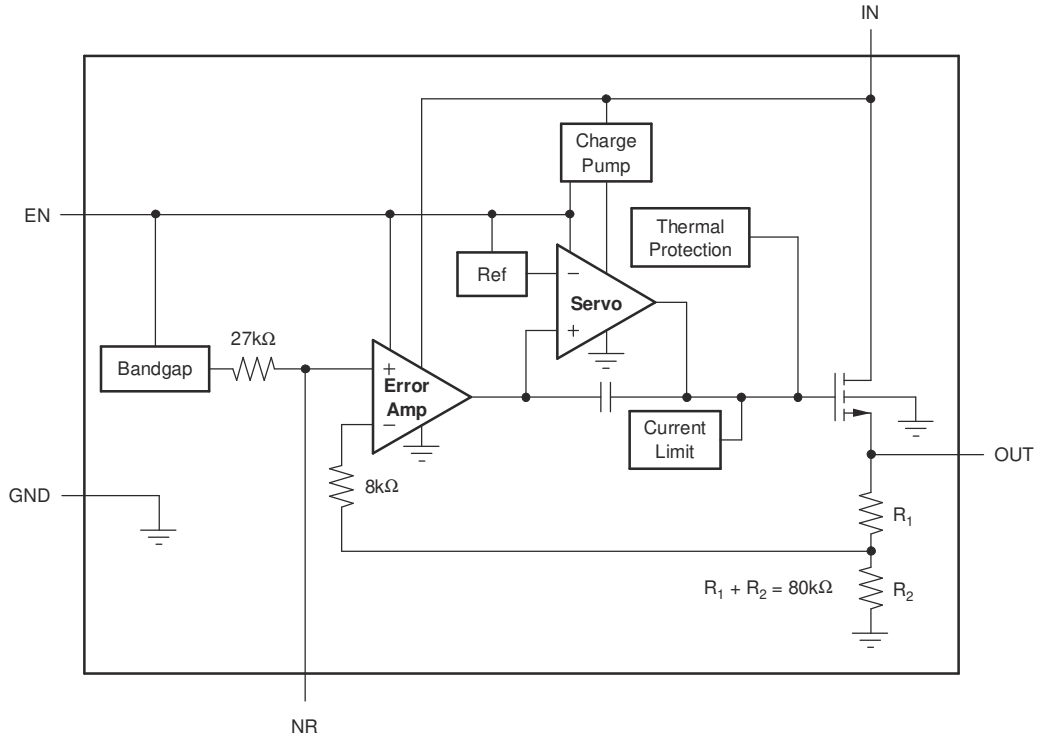 IN
Charge
Pump
EN
Thermal
Protection
Ref
−
Servo
+
27kΩ
Bandgap
+
Error
Amp
−
Current
Limit
OUT
8kΩ
GND
R1
R1 + R2 = 80kΩ
R2
NR